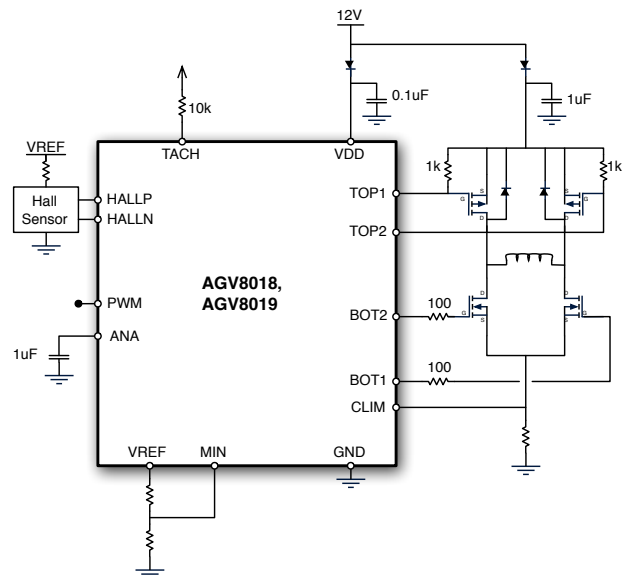 12V
0.1uF
1uF
10k
VREF
TACH
VDD
1k
1k
TOP1
G
S
D
S
G
D
Hall
Sensor
HALLP
HALLN
TOP2
AGV8018,
AGV8019
PWM
BOT2
100
G
D
S
D
G
S
ANA
1uF
BOT1
100
CLIM
VREF
MIN
GND